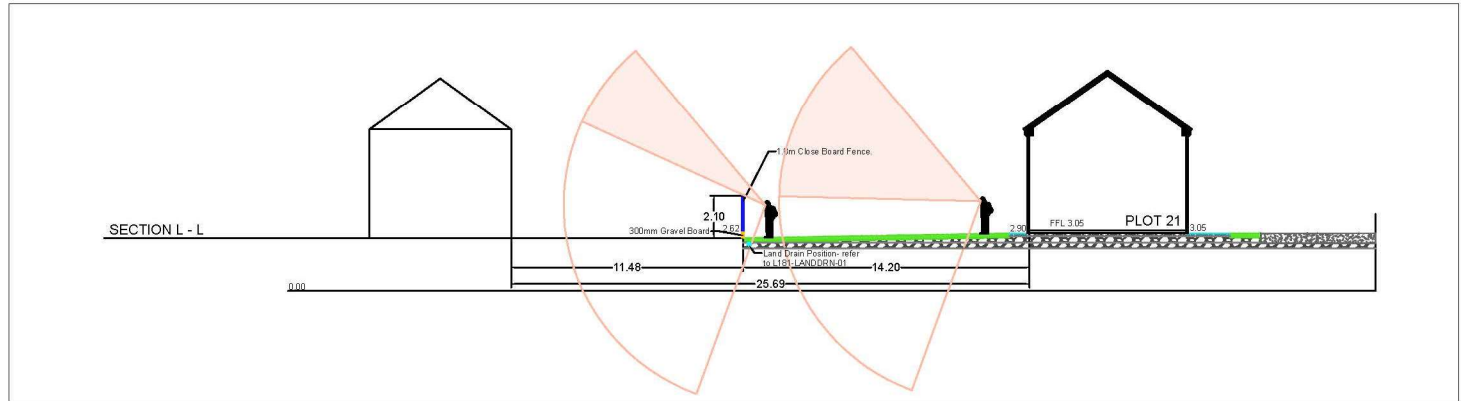 1.8m Close Board Fence.
2.10
SECTION L - L
300mm Gravel Board
2.62
2.90
FFL 3.05
PLOT 21
3.05
Land Drain Position- refer
to L181-LANDDRN-01
11.48
14.20
25.69
0.00